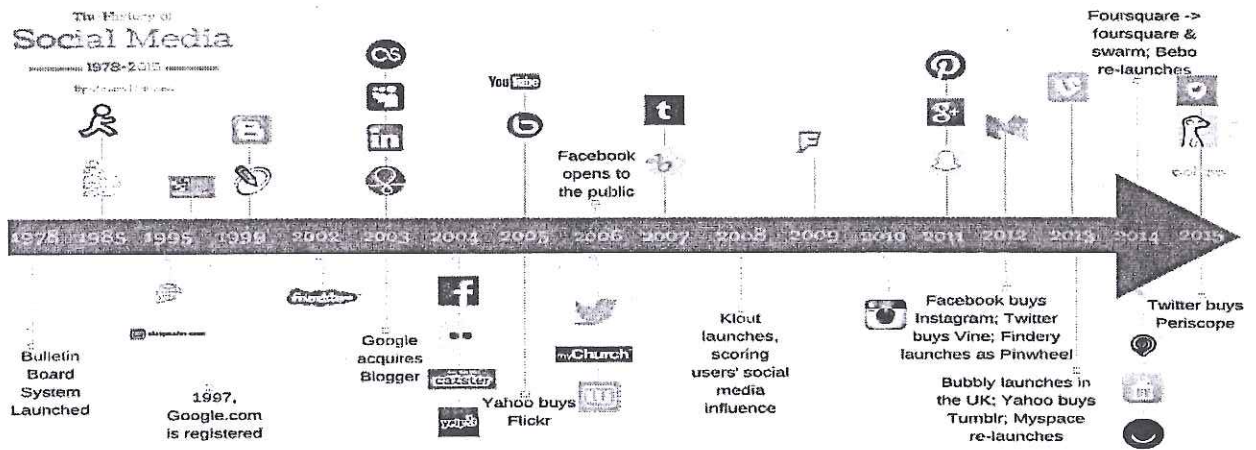 The History of
Social Media
1978-2015
Foursquare ->
foursquare &
swarm; Bebo
re-launches
YouTube
Facebook
opens to
the public
1978 1985 1995 1999 2002 2003 2004 2005 2006 2007 2008 2009 2010 2011 2012 2013 2014 2015
Bulletin
Board
System
Launched
1997,
Google.com
is registered
friendster
Google
acquires
Blogger
yelp
Yahoo buys
Flickr
myChurch
Klout
launches,
scoring
users' social
media
influence
Facebook buys
Instagram; Twitter
buys Vine; Findery
launches as Pinwheel
Bubbly launches in
the UK; Yahoo buys
Tumblr; Myspace
re-launches
Twitter buys
Periscope